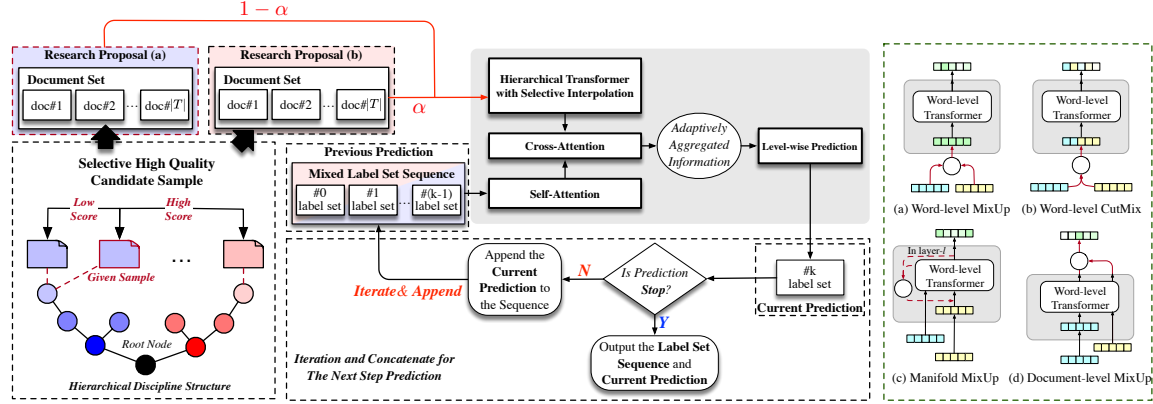 1 − α
Research Proposal (a)
Document Set
doc#1
doc#2
...
doc#|T|
Research Proposal (b)
Document Set
doc#1
doc#2
...
doc#|T|
α
Selective High Quality
Candidate Sample
Low
Score
High
Score
Given Sample
...
Root Node
Hierarchical Discipline Structure
Previous Prediction
Mixed Label Set Sequence
#0
label set
#1
label set
...
#(k-1)
label set
Hierarchical Transformer
with Selective Interpolation
Cross-Attention
Self-Attention
Adaptively
Aggregated
Information
Level-wise Prediction
#k
label set
Current Prediction
Is Prediction
Stop?
N
Y
Append the
Current
Prediction to
the Sequence
Iterate& Append
Output the Label Set
Sequence and
Current Prediction
Iteration and Concatenate for
The Next Step Prediction
Word-level
Transformer
(a) Word-level MixUp
Word-level
Transformer
(b) Word-level CutMix
In layer-l
Word-level
Transformer
(c) Manifold MixUp
Word-level
Transformer
(d) Document-level MixUp